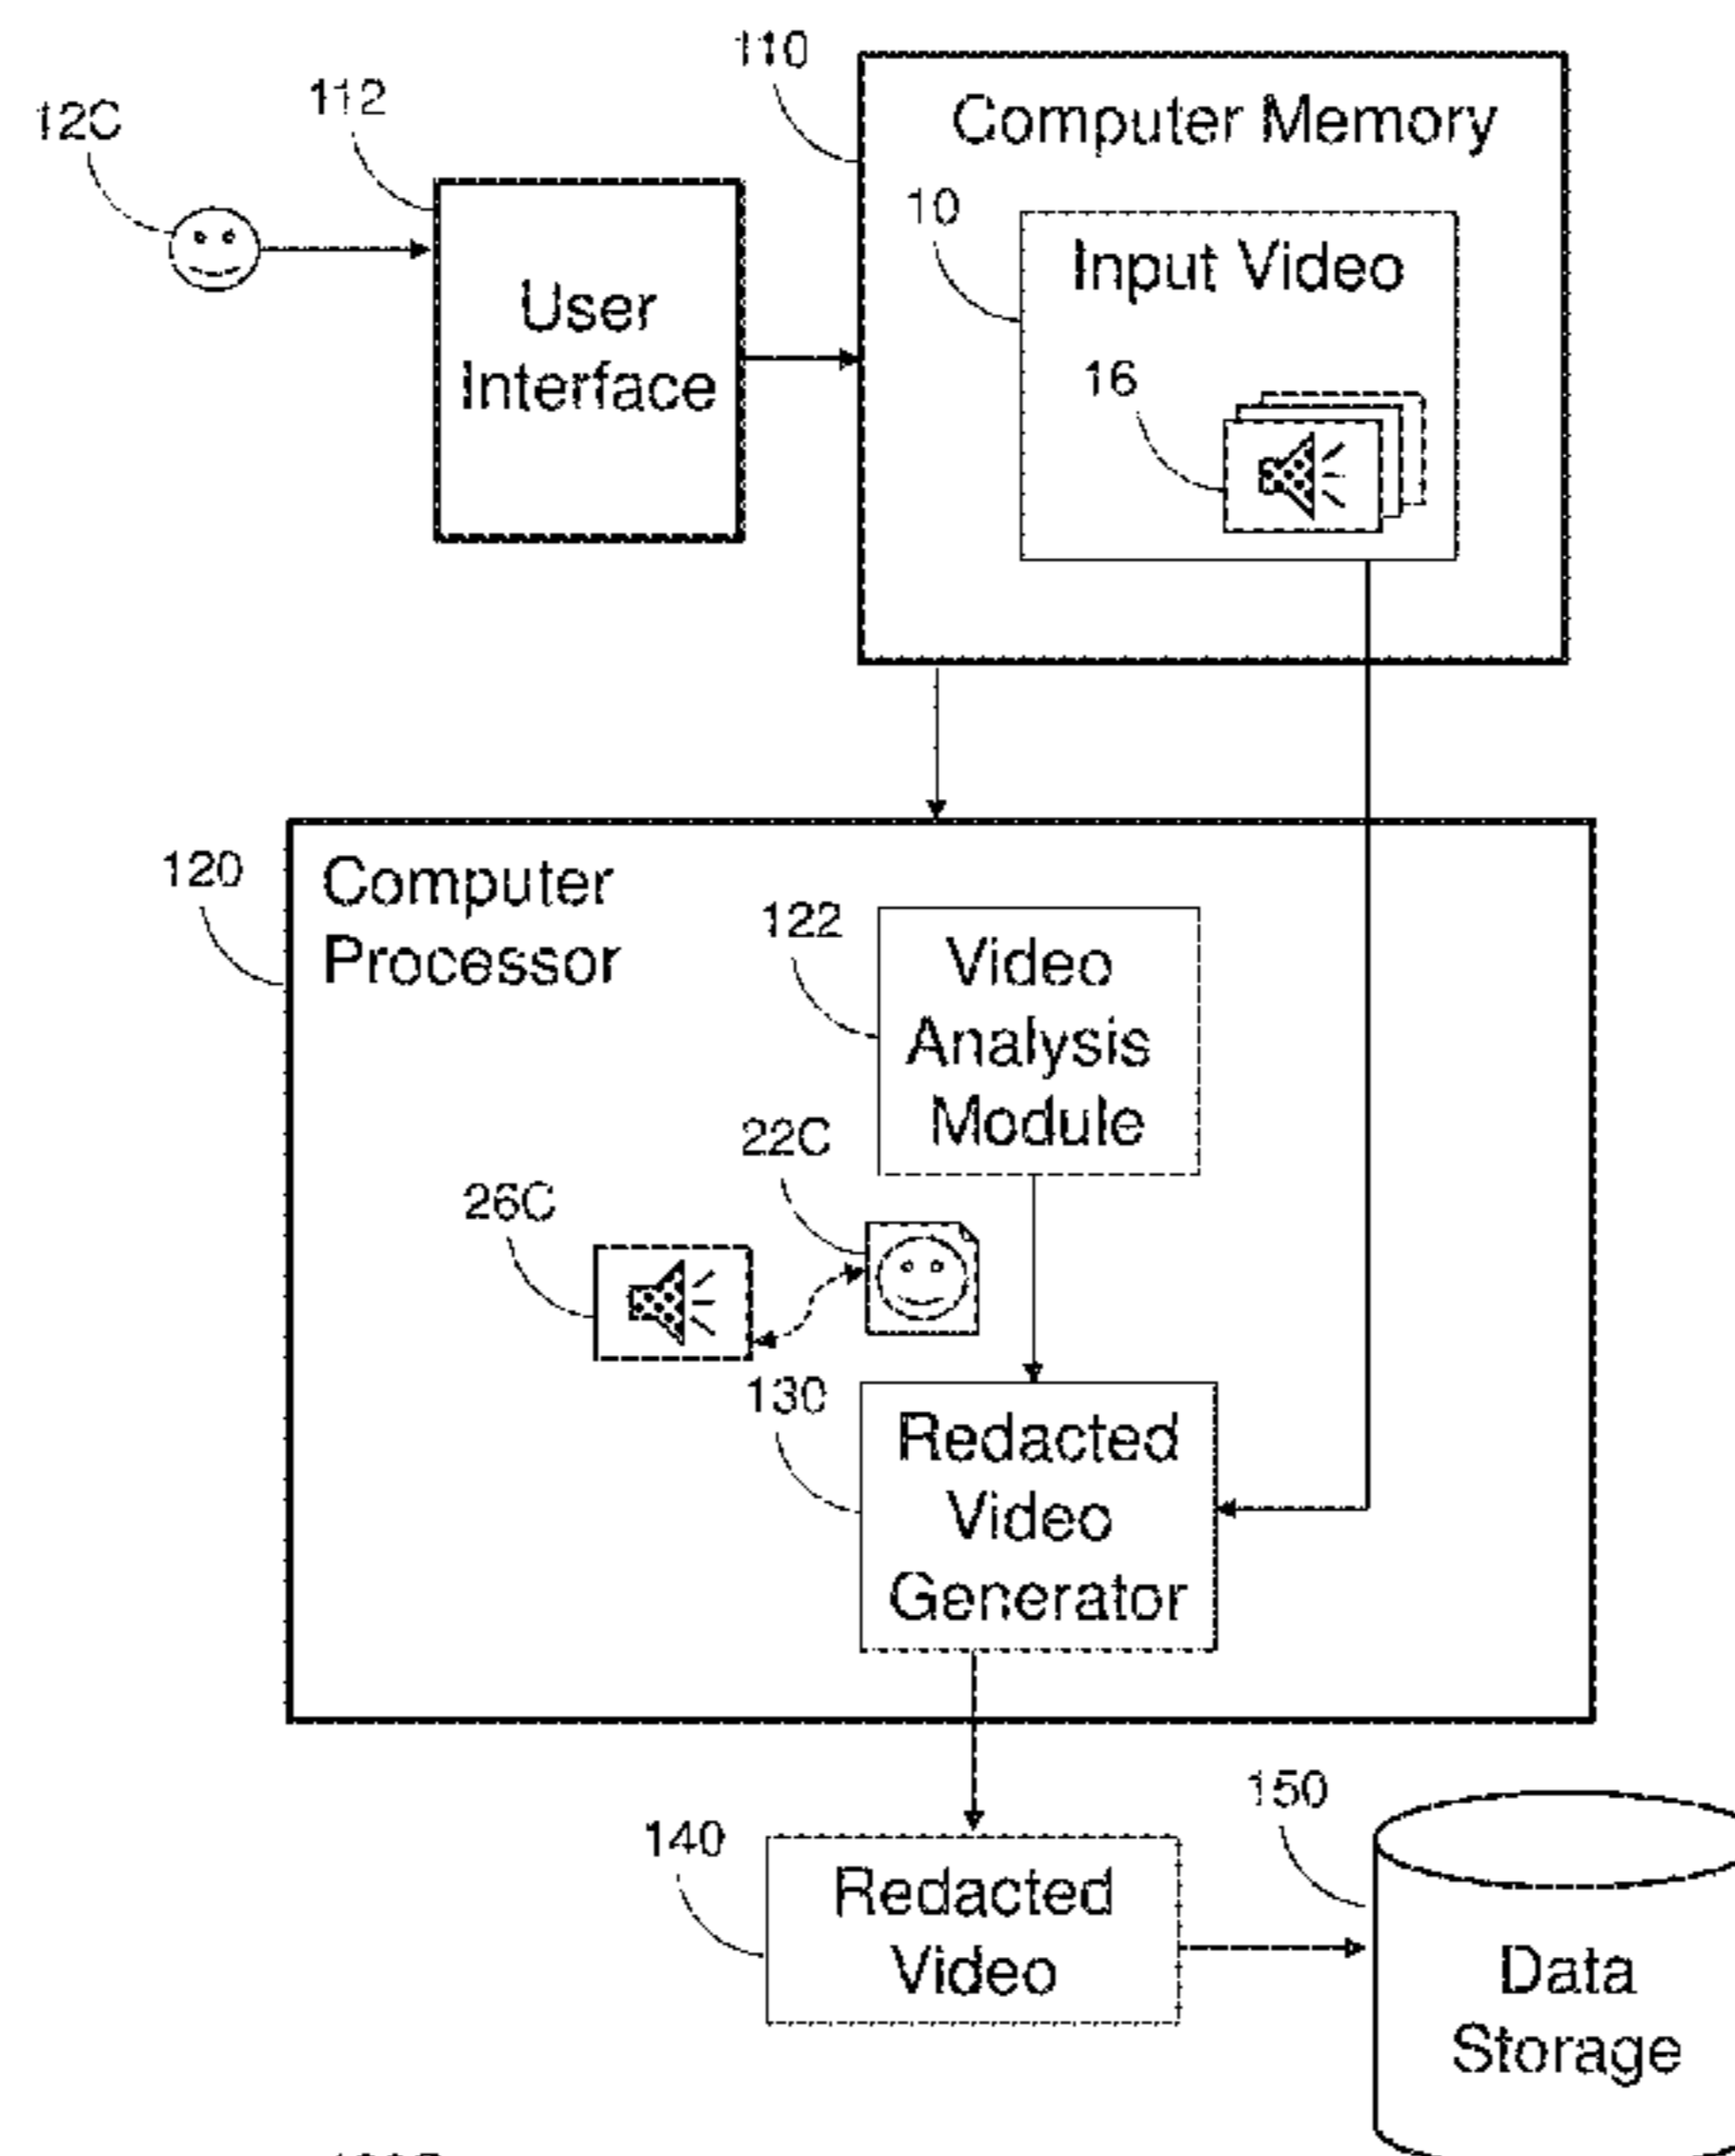 110
Computer Memory
12C
112
10
Input Video
User
Interface
16
120
Computer
Processor
122
Video
Analysis
Module
22C
26C
130
Redacted
Video
Generator
150
140
Redacted
Video
Data
Storage